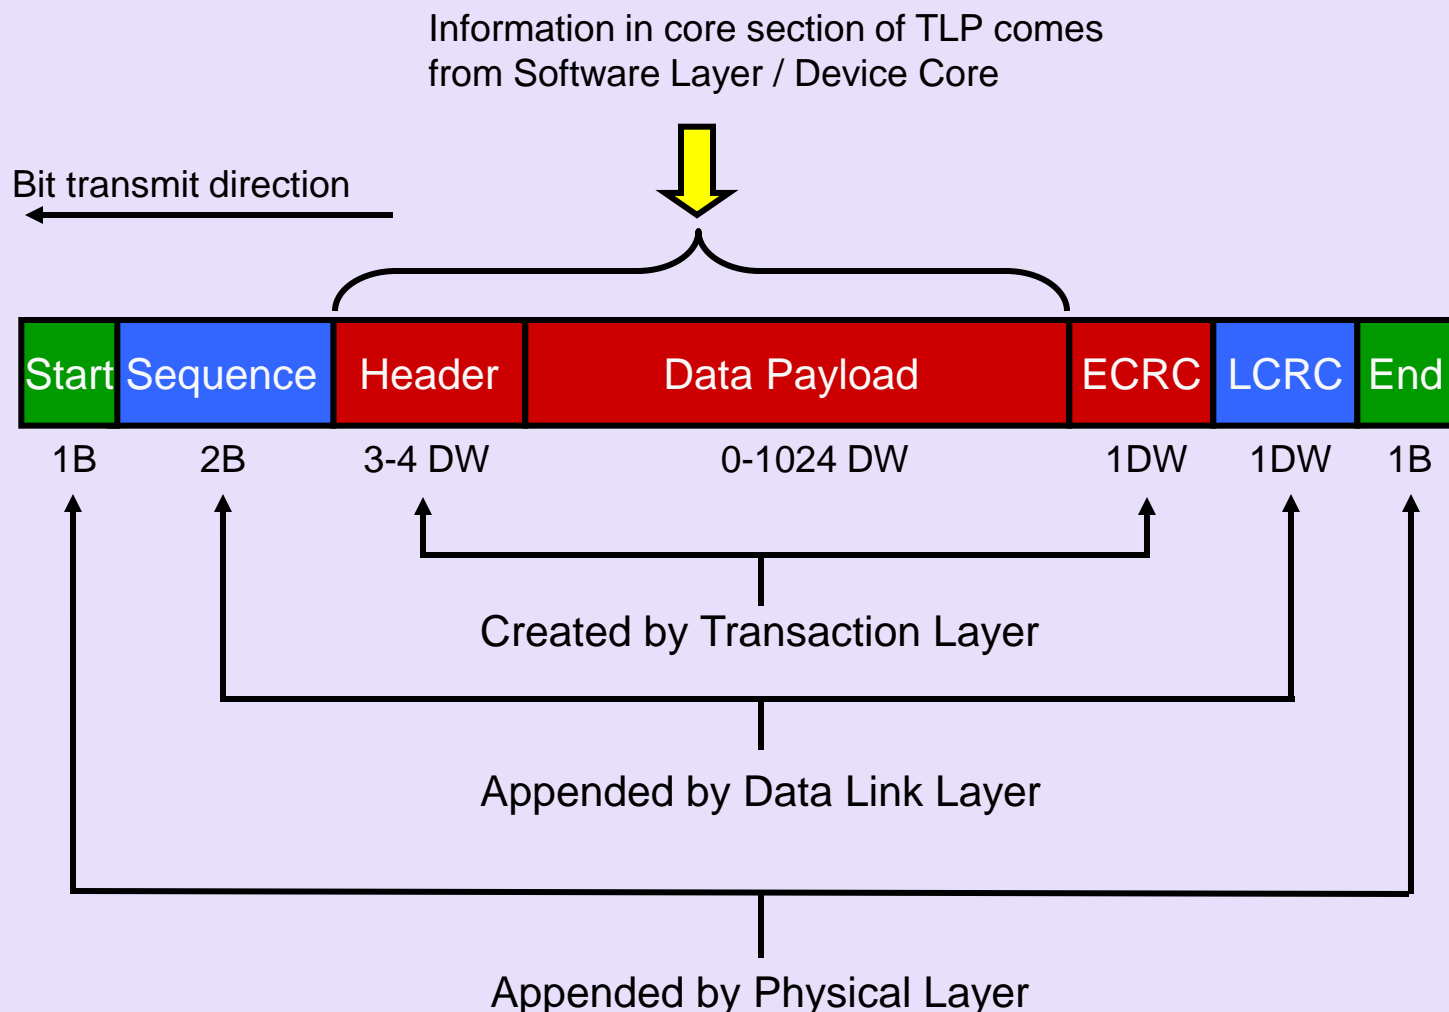 Information in core section of TLP comes
from Software Layer / Device Core
Bit transmit direction
Start Sequence Header Data Payload ECRC LCRC End
1B 2B 3-4 DW 0-1024 DW 1DW 1DW 1B
Created by Transaction Layer
Appended by Data Link Layer
Appended by Physical Layer